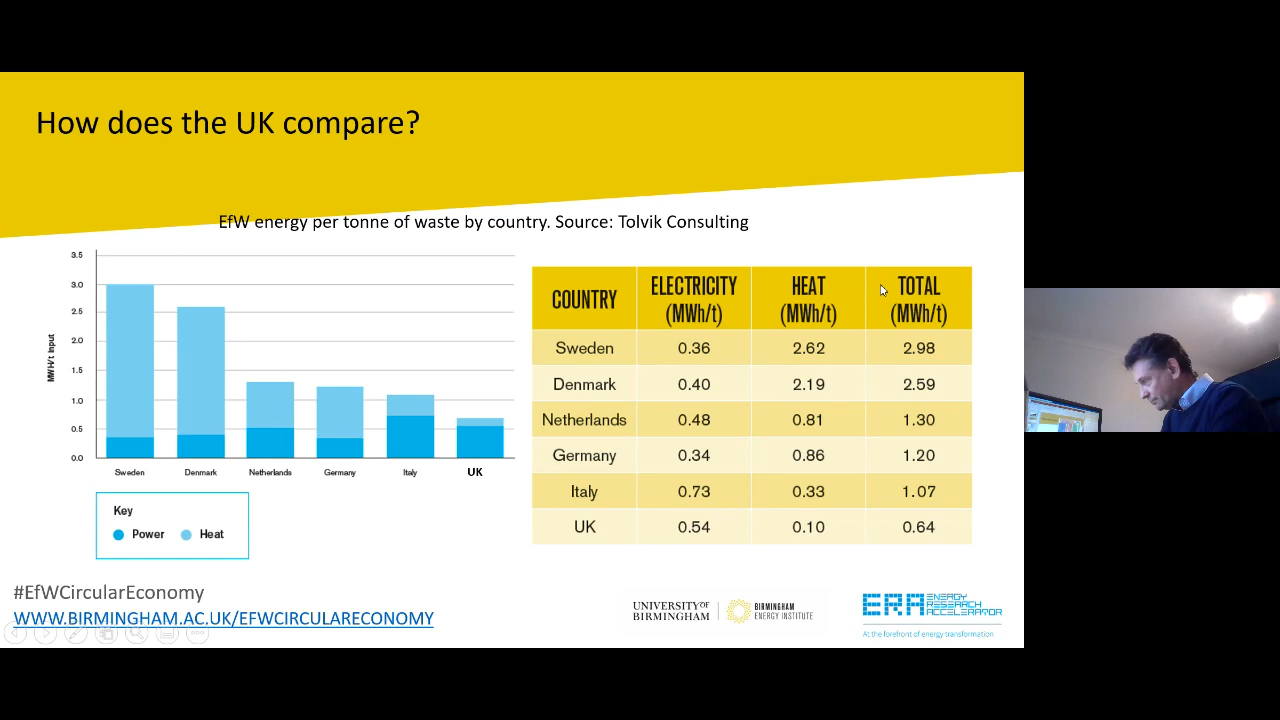 How does the UK compare?
EfW energy per tonne of waste by country. Source: Tolvik Consulting
3.5
3.0
2.5
2.0
1.5
1.0
0.5
0.0
MWH/t Input
Sweden Denmark Netherlands Germany Italy UK
Key
Power Heat
COUNTRY ELECTRICITY (MWh/t) HEAT (MWh/t) TOTAL (MWh/t)
Sweden 0.36 2.62 2.98
Denmark 0.40 2.19 2.59
Netherlands 0.48 0.81 1.30
Germany 0.34 0.86 1.20
Italy 0.73 0.33 1.07
UK 0.54 0.10 0.64
#EfWCircularEconomy
WWW.BIRMINGHAM.AC.UK/EFWCIRCULARECONOMY
UNIVERSITY OF
BIRMINGHAM
BIRMINGHAM
ENERGY INSTITUTE
ERA
ENERGY
RESEARCH
ACCELERATOR
At the forefront of energy transformation